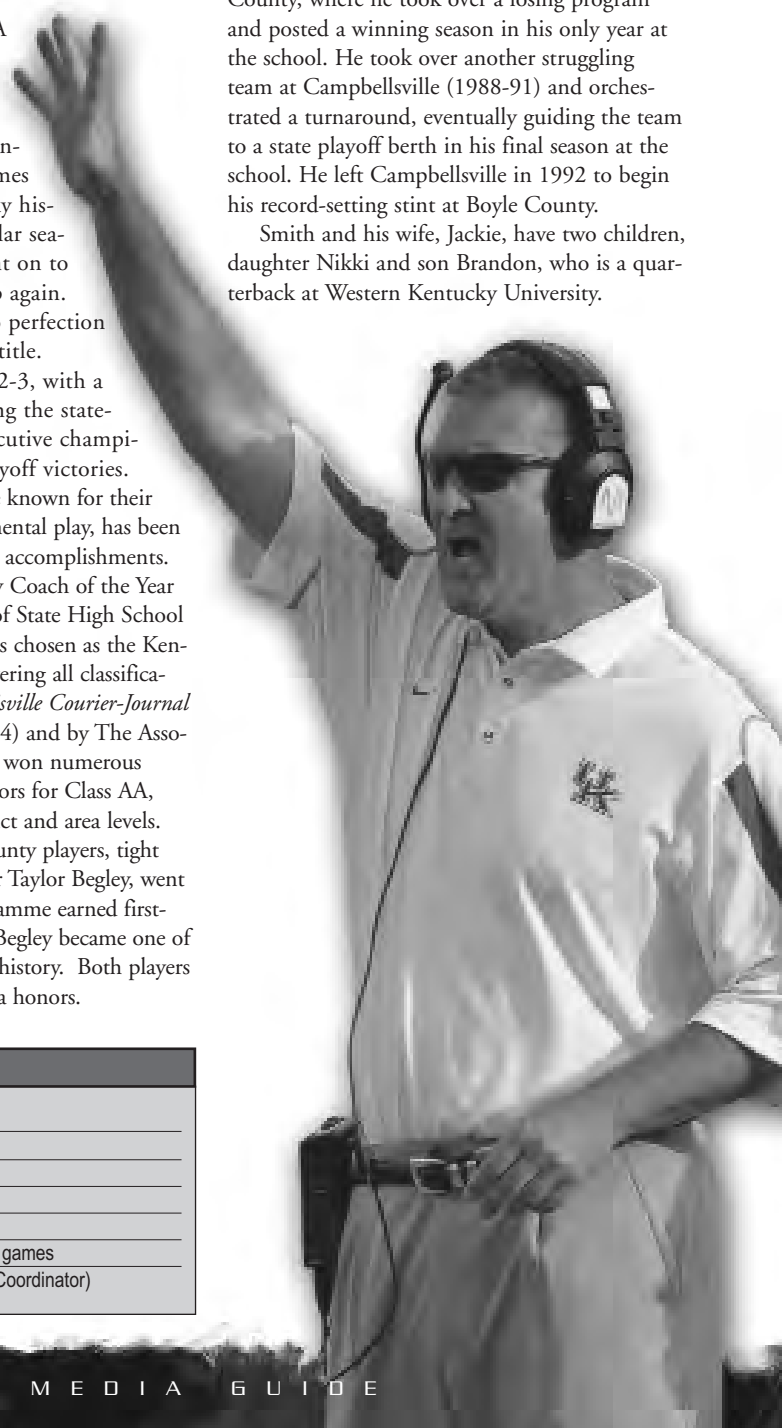 A
n-
mes
y his-
lar sea-
nt on to
o again.
perfection
title.
2-3, with a
ng the state-
cutive champi-
yoff victories.
known for their
mental play, has been
accomplishments.
y Coach of the Year
of State High School
s chosen as the Ken-
ering all classifica-
sville Courier-Journal
4) and by The Asso-
won numerous
ors for Class AA,
ct and area levels.
unty players, tight
r Taylor Begley, went
amme earned first-
Begley became one of
history. Both players
a honors.
games
Coordinator)
County, where he took over a losing program
and posted a winning season in his only year at
the school. He took over another struggling
team at Campbellsville (1988-91) and orches-
trated a turnaround, eventually guiding the team
to a state playoff berth in his final season at the
school. He left Campbellsville in 1992 to begin
his record-setting stint at Boyle County.
Smith and his wife, Jackie, have two children,
daughter Nikki and son Brandon, who is a quar-
terback at Western Kentucky University.
MEDIA GUIDE